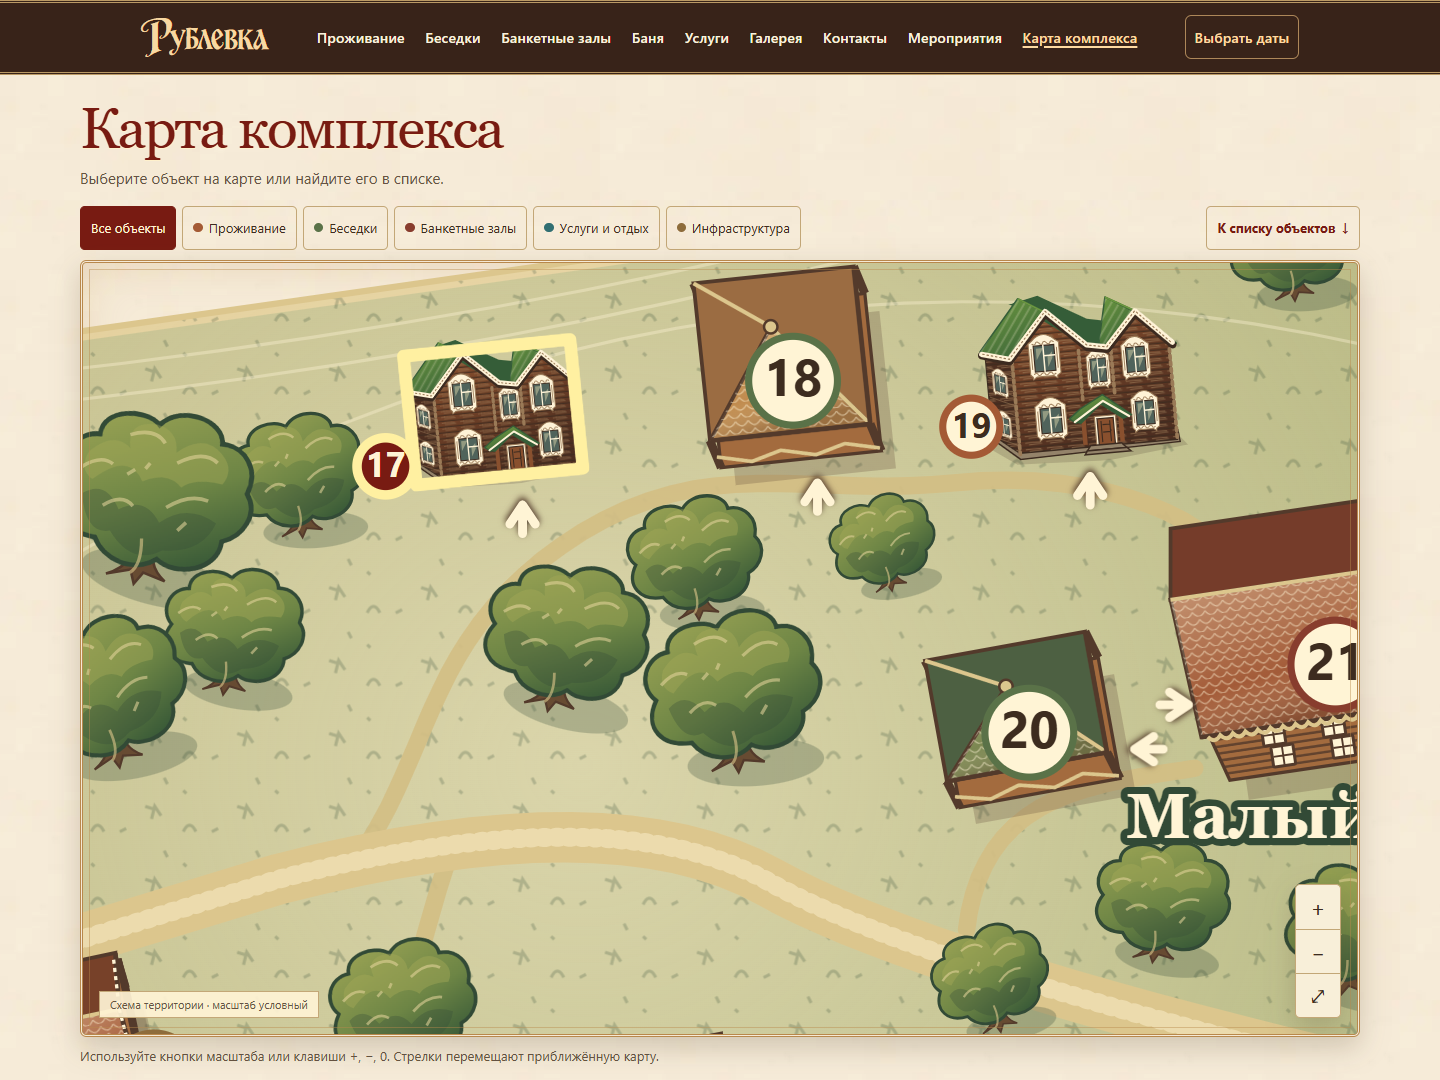 Рублевка
Проживание
Беседки
Банкетные залы
Баня
Услуги
Галерея
Контакты
Мероприятия
Карта комплекса
Выбрать даты
Карта комплекса
Выберите объект на карте или найдите его в списке.
Все объекты
Проживание
Беседки
Банкетные залы
Услуги и отдых
Инфраструктура
К списку объектов ↓
18
19
17
21
20
Малый
+
−
Схема территории · масштаб условный
Используйте кнопки масштаба или клавиши +, −, 0. Стрелки перемещают приближённую карту.